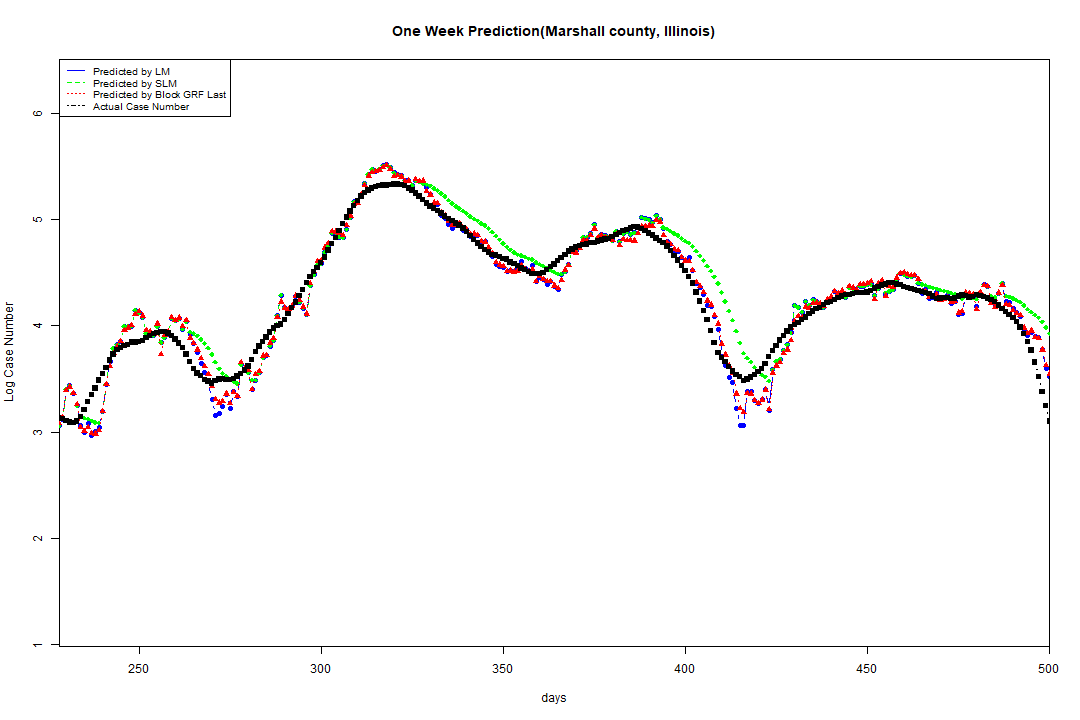 One Week Prediction(Marshall county, Illinois)
Predicted by LM
Predicted by SLM
Predicted by Block GRF Last
Actual Case Number
6
5
4
3
2
1
Log Case Number
250 300 350 400 450 500
days